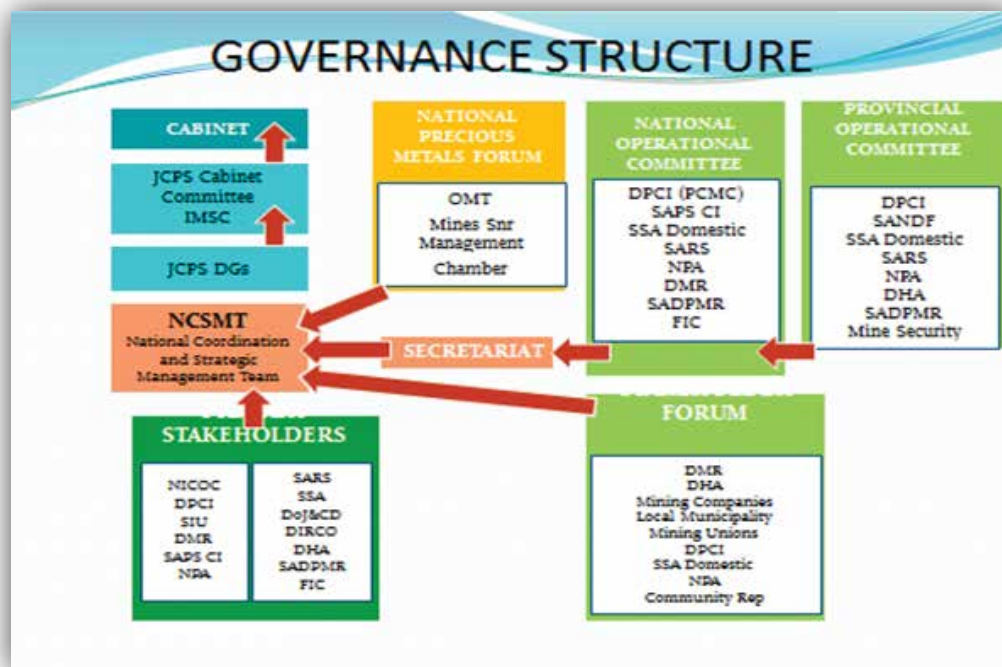 GOVERNANCE STRUCTURE
CABINET
JCPS Cabinet
Committee
IMSC
JCPS DGs
NCSMT
National Coordination
and Strategic
Management Team
STAKEHOLDERS
NICOC
DPCI
SIU
DMR
SAPS CI
NPA
SARS
SSA
DoJ&CD
DIRCO
DHA
SADPMR
FIC
NATIONAL
PRECIOUS
METALS FORUM
OMT
Mines Snr
Management
Chamber
SECRETARIAT
NATIONAL
OPERATIONAL
COMMITTEE
DPCI (PCMC)
SAPS CI
SSA Domestic
SARS
NPA
DMR
SADPMR
FIC
PROVINCIAL
OPERATIONAL
COMMITTEE
DPCI
SANDF
SSA Domestic
SARS
NPA
DHA
SADPMR
Mine Security
FORUM
DMR
DHA
Mining Companies
Local Municipality
Mining Unions
DPCI
SSA Domestic
NPA
Community Rep